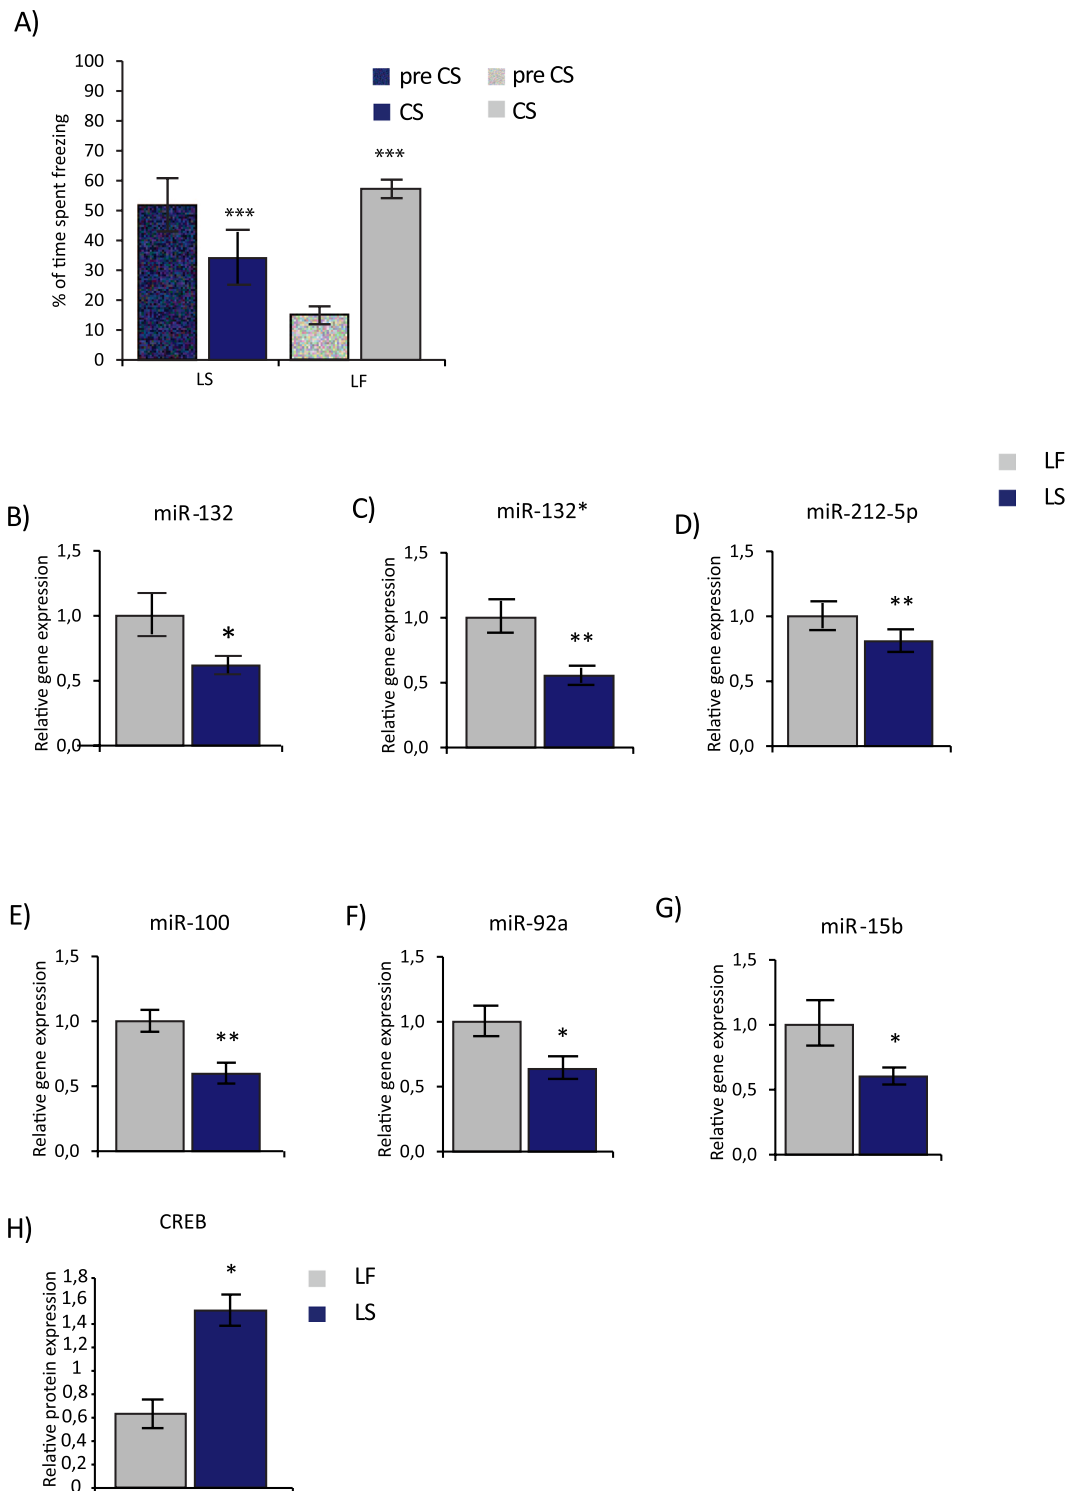 A)
% of time spent freezing
100
90
80
70
60
50
40
30
20
10
0
pre CS
pre CS
CS
CS
***
***
LS
LF
LF
LS
B)
miR-132
Relative gene expression
1,5
1,0
0,5
0,0
*
C)
miR-132*
Relative gene expression
1,5
1,0
0,5
0,0
**
D)
miR-212-5p
Relative gene expression
1,5
1,0
0,5
0,0
**
E)
miR-100
Relative gene expression
1,5
1,0
0,5
0,0
**
F)
miR-92a
Relative gene expression
1,5
1,0
0,5
0,0
*
G)
miR-15b
Relative gene expression
1,5
1,0
0,5
0,0
*
H)
CREB
Relative protein expression
1,8
1,6
1,4
1,2
1
0,8
0,6
0,4
0,2
0
*
LF
LS